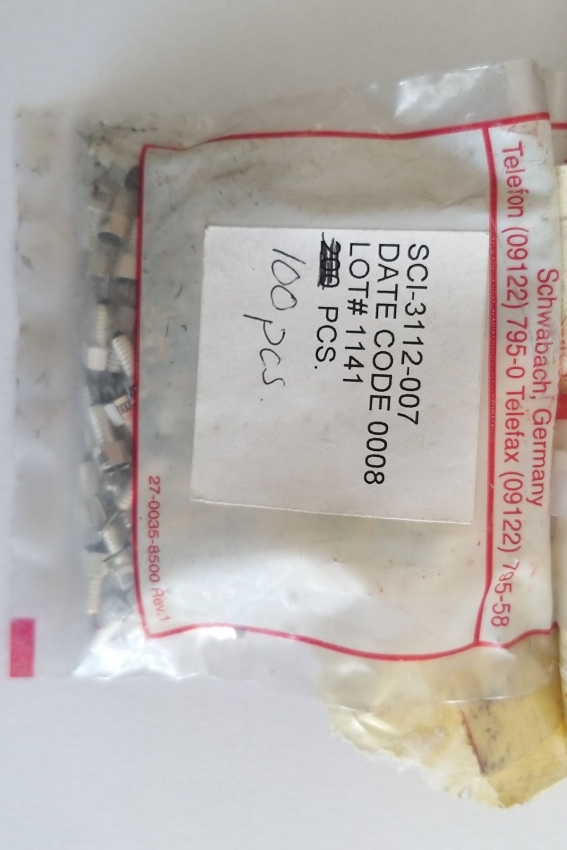 Schwabach, Germany
Telefon (09122) 795-0 Telefax (09122) 795-58
SCI-3112-007
DATE CODE 0008
LOT# 1141
200 PCS.
100 pcs.
27-0035-8500 Rev.1